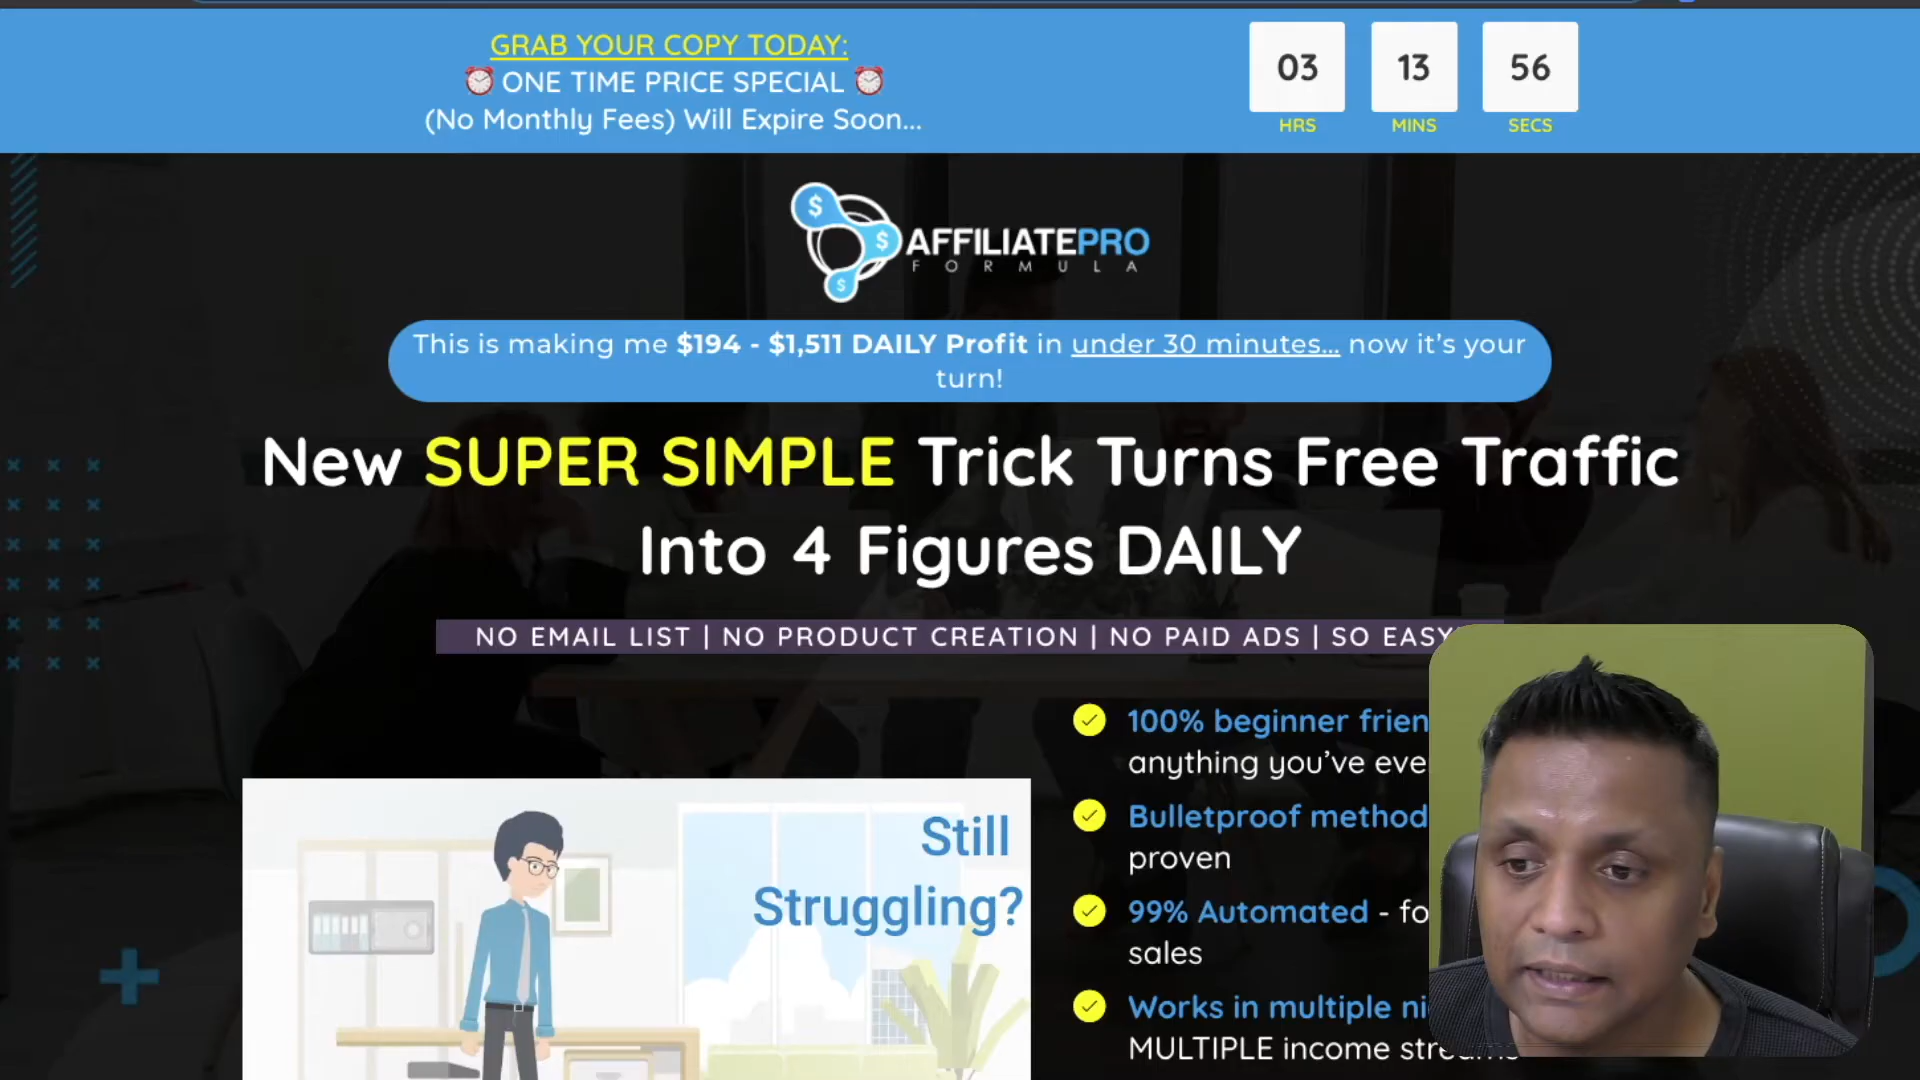 GRAB YOUR COPY TODAY:
⏰ ONE TIME PRICE SPECIAL ⏰
(No Monthly Fees) Will Expire Soon...
03 13 56
HRS MINS SECS
AFFILIATEPRO
FORMULA
This is making me $194 - $1,511 DAILY Profit in under 30 minutes... now it's your
turn!
New SUPER SIMPLE Trick Turns Free Traffic
Into 4 Figures DAILY
NO EMAIL LIST | NO PRODUCT CREATION | NO PAID ADS | SO EASY
Still
Struggling?
100% beginner
anything you've
Bulletproof method
proven
99% Automated -
sales
Works in multiple
MULTIPLE income streams